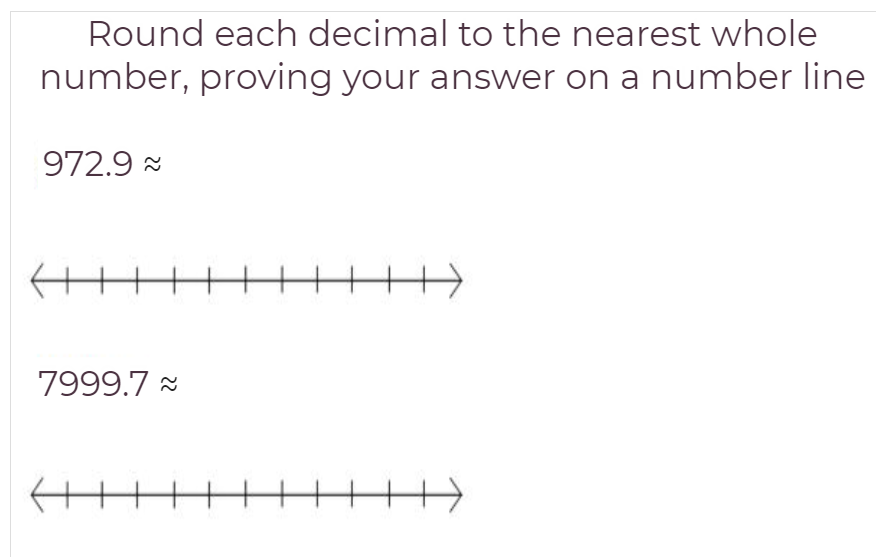 Round each decimal to the nearest whole
number, proving your answer on a number line
972.9 ≈
7999.7 ≈